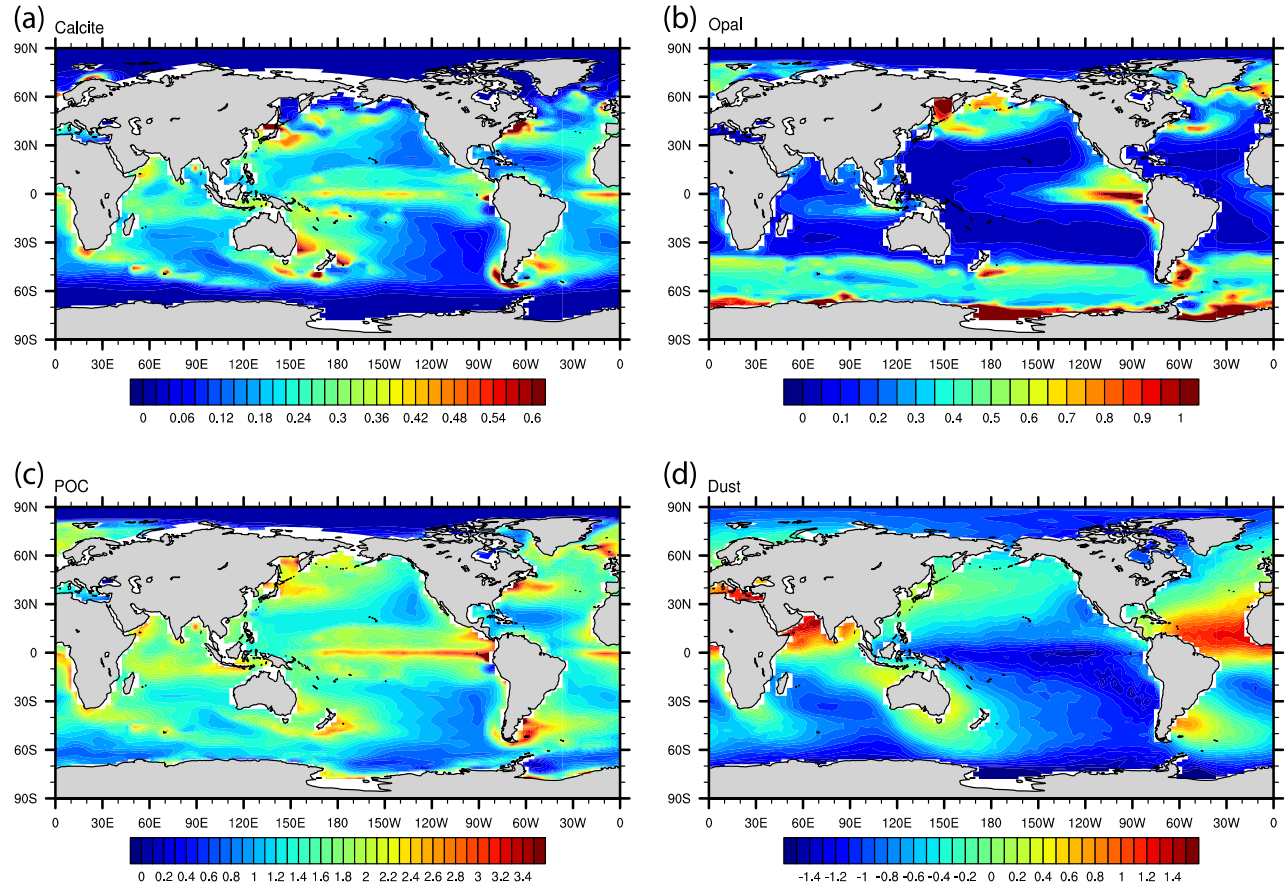 (a) Calcite
90N
60N
30N
0
30S
60S
90S
0 30E 60E 90E 120E 150E 180 150W 120W 90W 60W 30W 0
0 0.06 0.12 0.18 0.24 0.3 0.36 0.42 0.48 0.54 0.6
(b) Opal
90N
60N
30N
0
30S
60S
90S
0 30E 60E 90E 120E 150E 180 150W 120W 90W 60W 30W 0
0 0.1 0.2 0.3 0.4 0.5 0.6 0.7 0.8 0.9 1
(c) POC
90N
60N
30N
0
30S
60S
90S
0 30E 60E 90E 120E 150E 180 150W 120W 90W 60W 30W 0
0 0.2 0.4 0.6 0.8 1 1.2 1.4 1.6 1.8 2 2.2 2.4 2.6 2.8 3 3.2 3.4
(d) Dust
90N
60N
30N
0
30S
60S
90S
0 30E 60E 90E 120E 150E 180 150W 120W 90W 60W 30W 0
-1.4 -1.2 -1 -0.8 -0.6 -0.4 -0.2 0 0.2 0.4 0.6 0.8 1 1.2 1.4